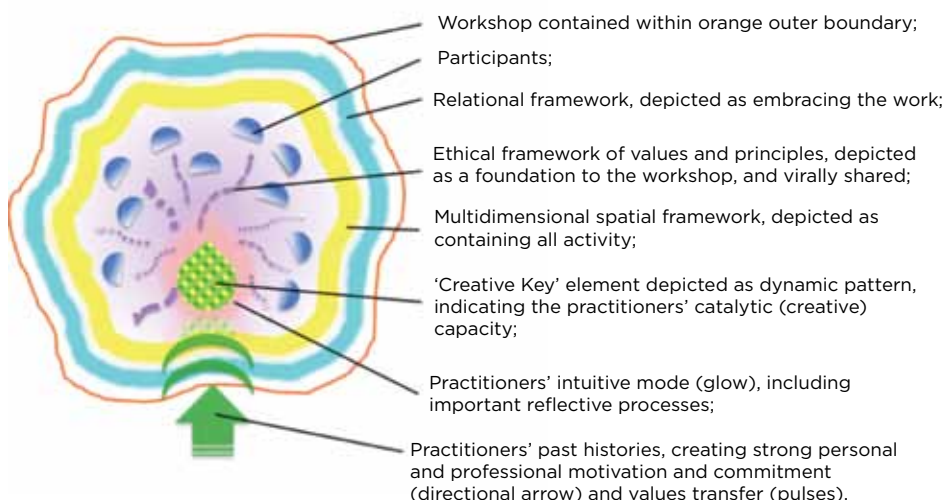 Workshop contained within orange outer boundary;
Participants;
Relational framework, depicted as embracing the work;
Ethical framework of values and principles, depicted
as a foundation to the workshop, and virally shared;
Multidimensional spatial framework, depicted as
containing all activity;
‘Creative Key’ element depicted as dynamic pattern,
indicating the practitioners’ catalytic (creative)
capacity;
Practitioners’ intuitive mode (glow), including
important reflective processes;
Practitioners’ past histories, creating strong personal
and professional motivation and commitment
(directional arrow) and values transfer (pulses).